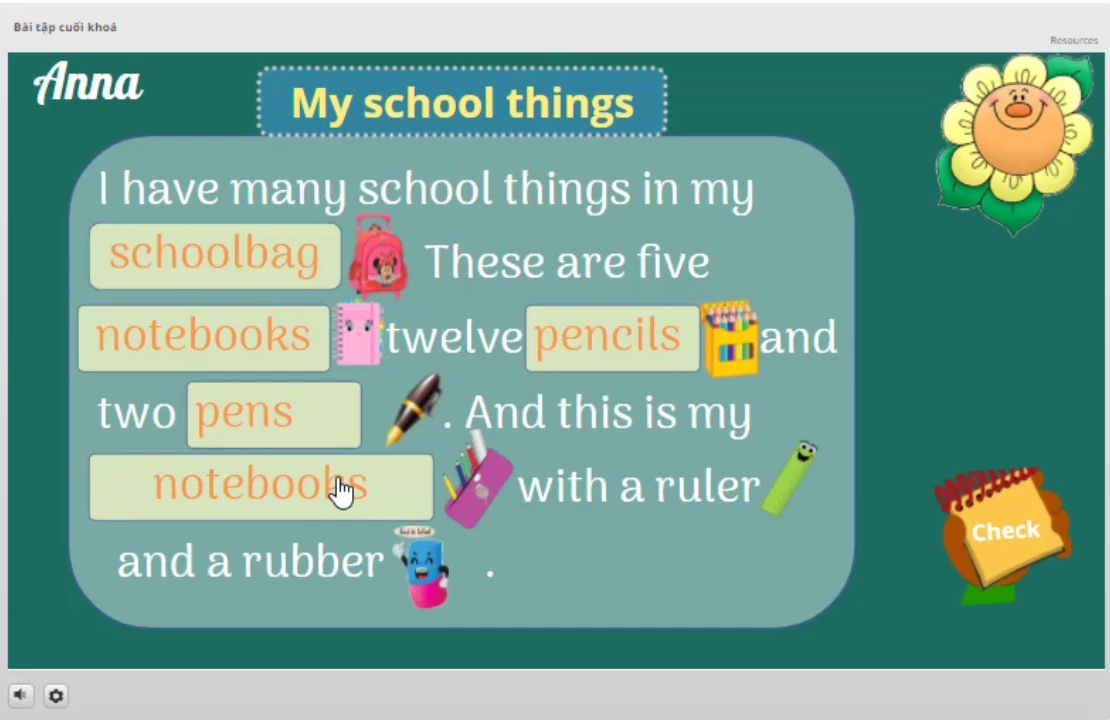 Bài tập cuối khoá
Resources
Anna
My school things
I have many school things in my
schoolbag These are five
notebooks twelve pencils and
two pens . And this is my
notebooks with a ruler
and a rubber .
Check